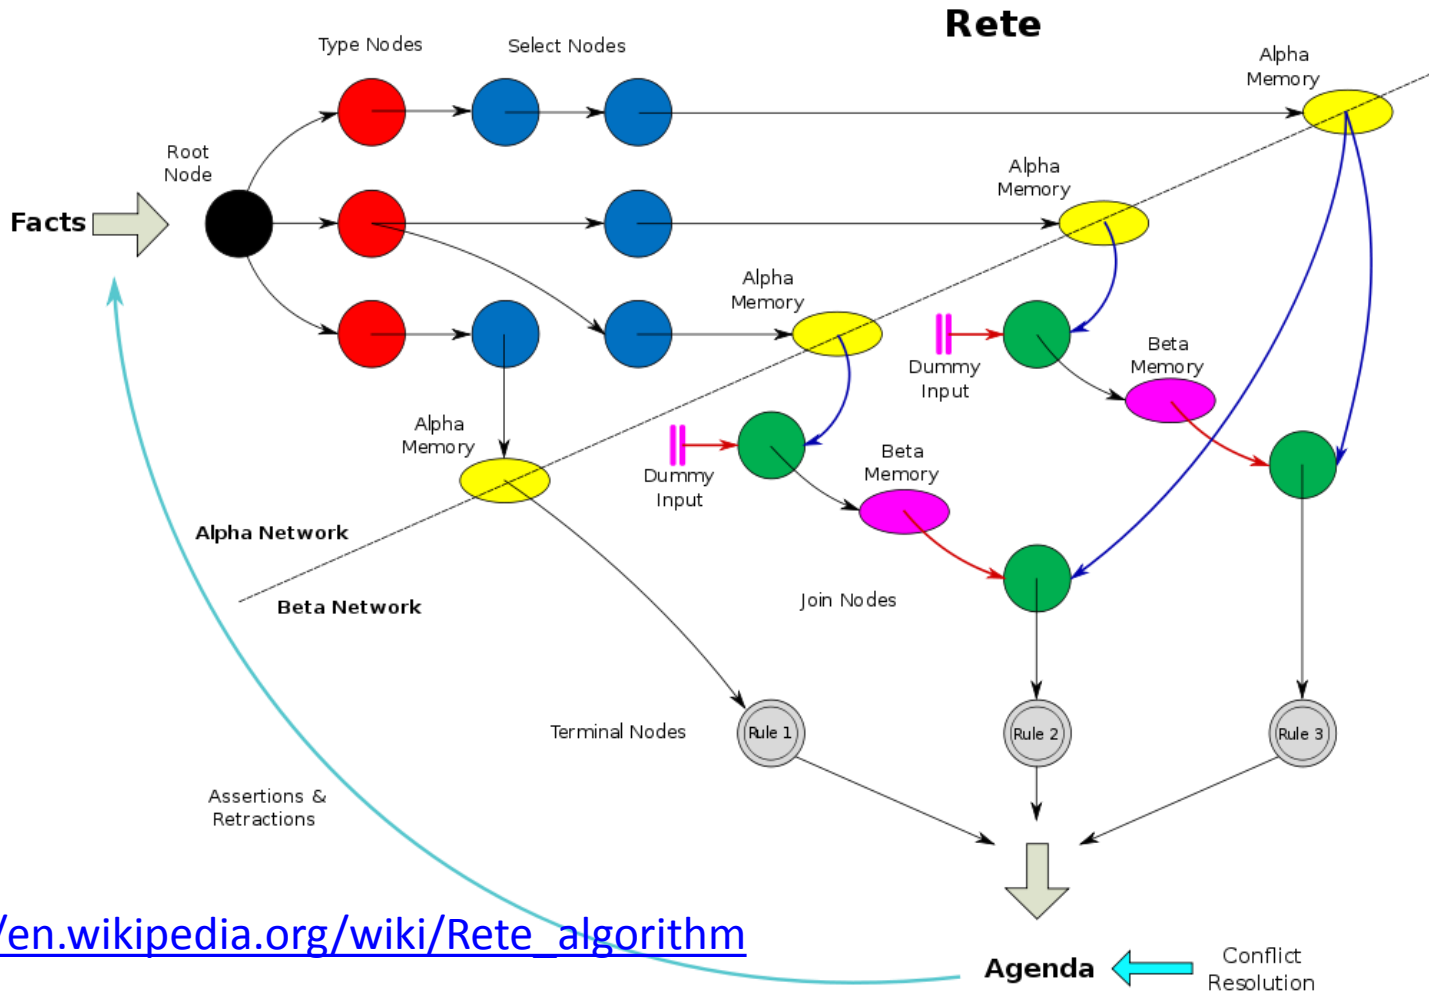 Rete
Type Nodes
Select Nodes
Alpha
Memory
Root
Node
Alpha
Memory
Facts
Alpha
Memory
Dummy
Input
Beta
Memory
Alpha
Memory
Dummy
Input
Beta
Memory
Alpha Network
Beta Network
Join Nodes
Terminal Nodes
Rule 1
Rule 2
Rule 3
Assertions &
Retractions
/en.wikipedia.org/wiki/Rete_algorithm
Agenda
Conflict
Resolution